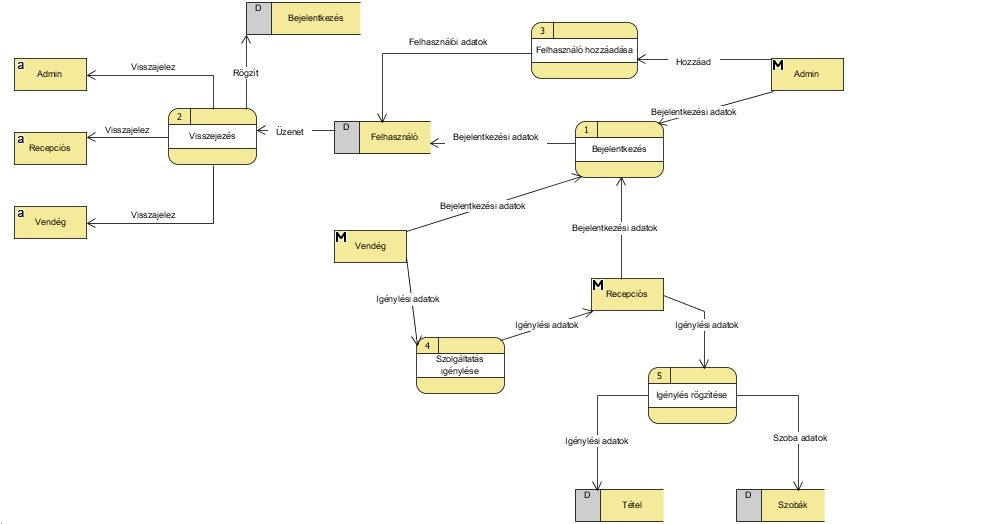 D
Bejelentkezés
3
Felhasználó hozzáadása
Felhasználói adatok
a
Admin
Visszajelez
Rögzít
Hozzáad
M
Admin
2
Visszejezés
Bejelentkezési adatok
a
Recepciós
Visszajelez
Üzenet
D
Felhasználó
Bejelentkezési adatok
1
Bejelentkezés
a
Vendég
Visszajelez
Bejelentkezési adatok
M
Vendég
Bejelentkezési adatok
M
Recepciós
Igénylési adatok
Igénylési adatok
Igénylési adatok
4
Szolgáltatás
igénylése
5
Igénylés rögzítése
Igénylési adatok
Szoba adatok
D
Tétel
D
Szobák